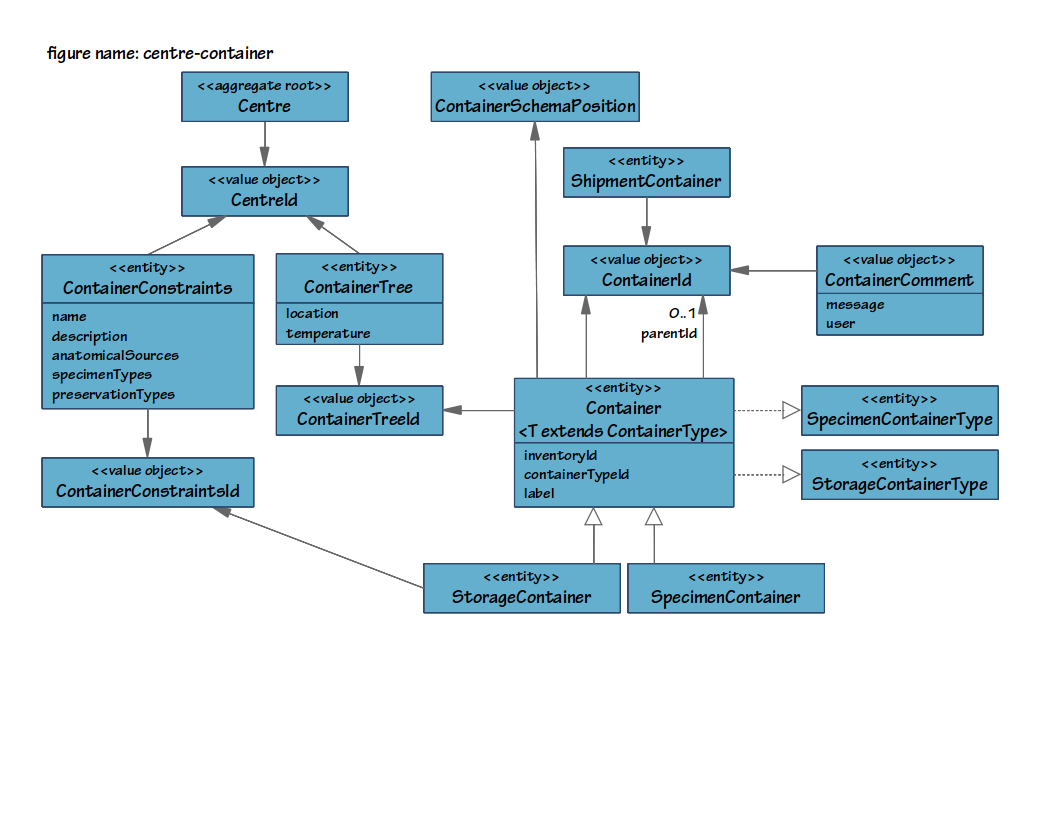 figure name: centre-container
<<aggregate root>>
Centre
<<value object>>
ContainerSchemaPosition
<<entity>>
ShipmentContainer
<<value object>>
CentreId
<<value object>>
ContainerId
<<value object>>
ContainerComment
message
user
<<entity>>
ContainerConstraints
name
description
anatomicalSources
specimenTypes
preservationTypes
<<entity>>
ContainerTree
location
temperature
0..1
parentId
<<value object>>
ContainerTreeId
<<entity>>
Container
<T extends ContainerType>
inventoryId
containerTypeId
label
<<entity>>
SpecimenContainerType
<<entity>>
StorageContainerType
<<value object>>
ContainerConstraintsId
<<entity>>
StorageContainer
<<entity>>
SpecimenContainer